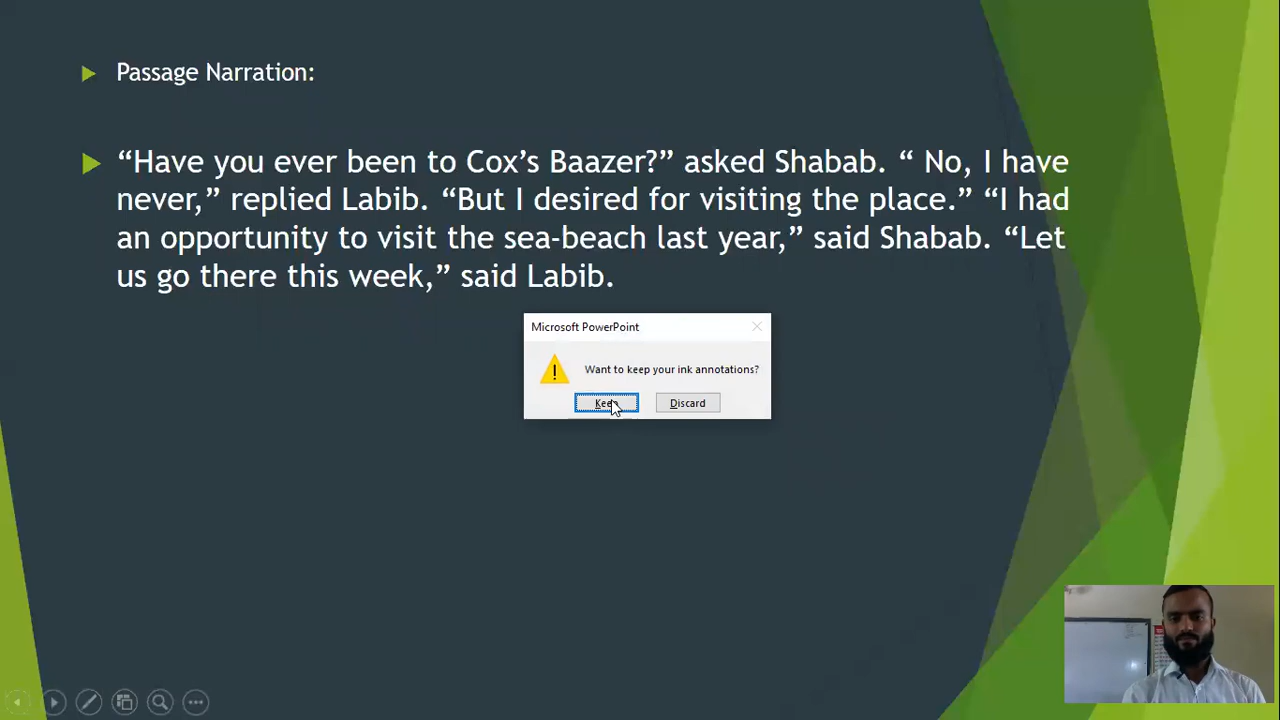 Passage Narration:
“Have you ever been to Cox’s Baazer?” asked Shabab. “ No, I have
never,” replied Labib. “But I desired for visiting the place.” “I had
an opportunity to visit the sea-beach last year,” said Shabab. “Let
us go there this week,” said Labib.
Microsoft PowerPoint
Want to keep your ink annotations?
Keep
Discard